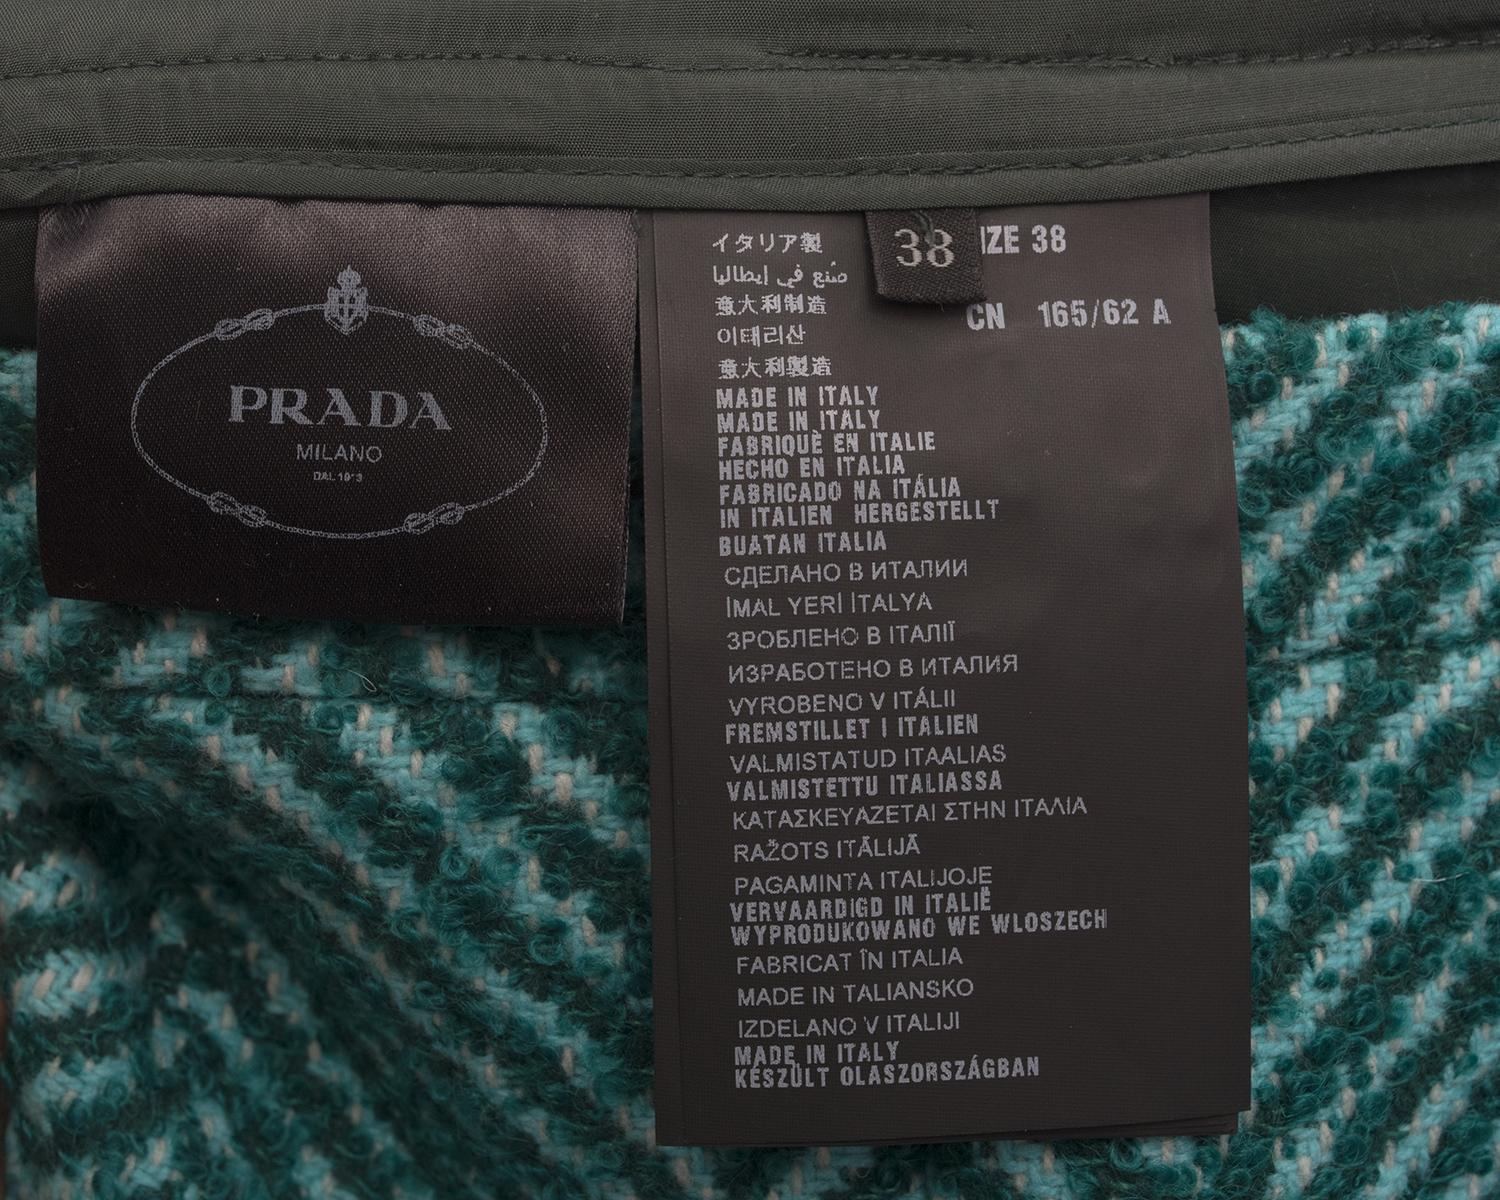 PRADA
MILANO
DAL 1913
イタリア製
صُنع في إيطاليا
意大利制造
이테리산
意大利製造
MADE IN ITALY
MADE IN ITALY
FABRIQUÈ EN ITALIE
HECHO EN ITALIA
FABRICADO NA ITÁLIA
IN ITALIEN HERGESTELLT
BUATAN ITALIA
СДЕЛАНО В ИТАЛИИ
İMAL YERİ İTALYA
ЗРОБЛЕНО В ІТАЛІЇ
ИЗРАБОТЕНО В ИТАЛИЯ
VYROBENO V ITÁLII
FREMSTILLET I ITALIEN
VALMISTATUD ITAALIAS
VALMISTETTU ITALIASSA
ΚΑΤΑΣΚΕΥΑΖΕΤΑΙ ΣΤΗΝ ΙΤΑΛΙΑ
RAŽOTS ITĀLIJĀ
PAGAMINTA ITALIJOJE
VERVAARDIGD IN ITALIË
WYPRODUKOWANO WE WLOSZECH
FABRICAT ÎN ITALIA
MADE IN TALIANSKO
IZDELANO V ITALIJI
MADE IN ITALY
KÉSZÜLT OLASZORSZÁGBAN
38
IZE 38
CN 165/62 A